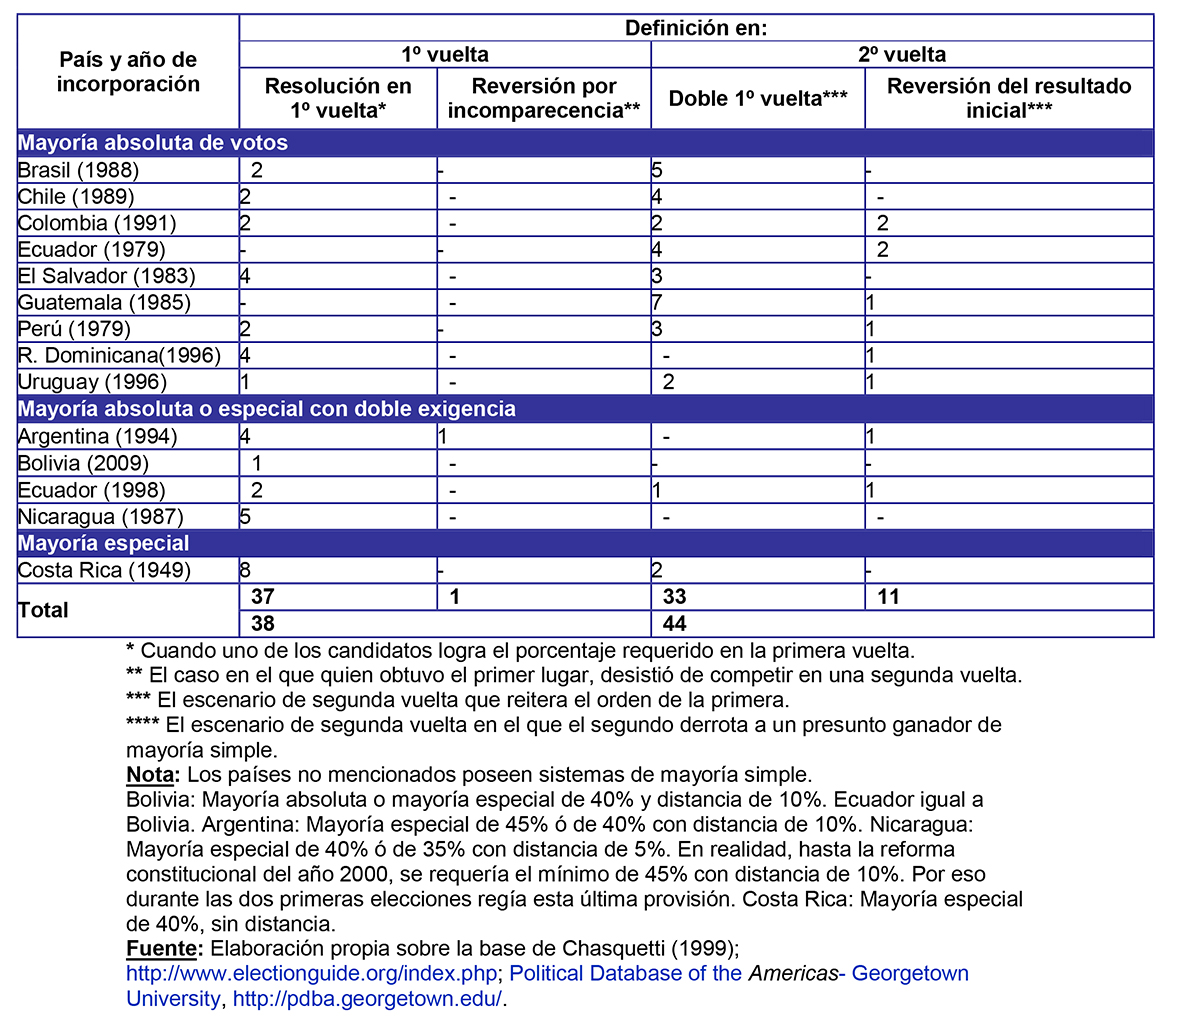 Definición en:
País y año de incorporación
1º vuelta 2º vuelta
Resolución en 1º vuelta* Reversión por incomparecencia** Doble 1º vuelta*** Reversión del resultado inicial***
Mayoría absoluta de votos
Brasil (1988) 2 - 5 -
Chile (1989) 2 - 4 -
Colombia (1991) 2 - 2 2
Ecuador (1979) - - 4 2
El Salvador (1983) 4 - 3 -
Guatemala (1985) - - 7 1
Perú (1979) 2 - 3 1
R. Dominicana(1996) 4 - - 1
Uruguay (1996) 1 - 2 1
Mayoría absoluta o especial con doble exigencia
Argentina (1994) 4 1 - 1
Bolivia (2009) 1 - - -
Ecuador (1998) 2 - 1 1
Nicaragua (1987) 5 - - -
Mayoría especial
Costa Rica (1949) 8 - 2 -
Total 37 1 33 11
38 44
* Cuando uno de los candidatos logra el porcentaje requerido en la primera vuelta.
** El caso en el que quien obtuvo el primer lugar, desistió de competir en una segunda vuelta.
*** El escenario de segunda vuelta que reitera el orden de la primera.
**** El escenario de segunda vuelta en el que el segundo derrota a un presunto ganador de
mayoría simple.
Nota: Los países no mencionados poseen sistemas de mayoría simple.
Bolivia: Mayoría absoluta o mayoría especial de 40% y distancia de 10%. Ecuador igual a
Bolivia. Argentina: Mayoría especial de 45% ó de 40% con distancia de 10%. Nicaragua:
Mayoría especial de 40% ó de 35% con distancia de 5%. En realidad, hasta la reforma
constitucional del año 2000, se requería el mínimo de 45% con distancia de 10%. Por eso
durante las dos primeras elecciones regía esta última provisión. Costa Rica: Mayoría especial
de 40%, sin distancia.
Fuente: Elaboración propia sobre la base de Chasquetti (1999);
http://www.electionguide.org/index.php; Political Database of the Americas- Georgetown
University, http://pdba.georgetown.edu/.